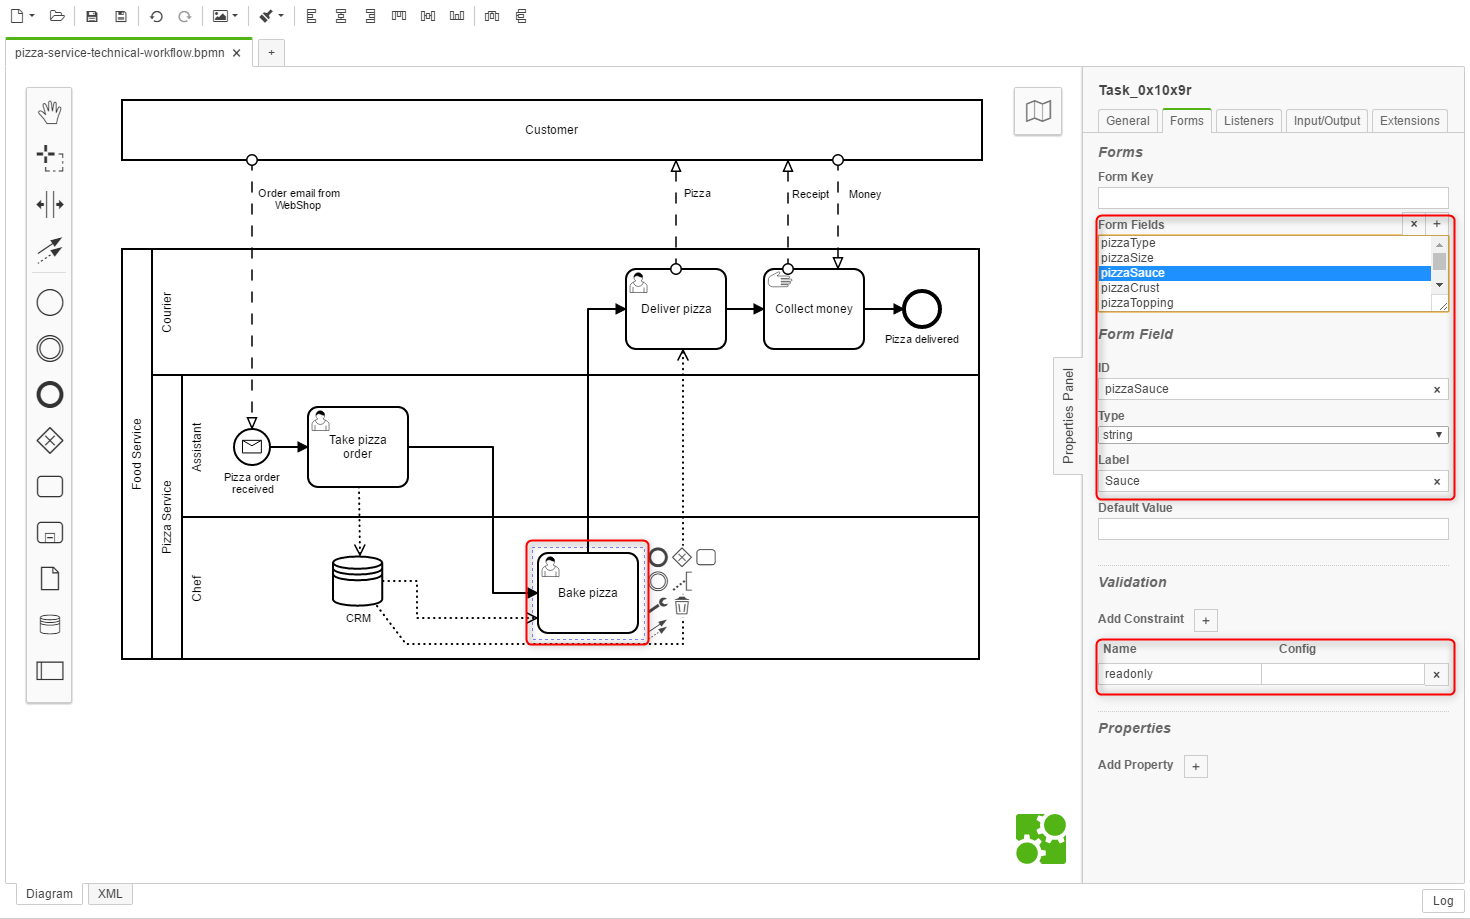 pizza-service-technical-workflow.bpmn ×
+
Customer
Order email from
WebShop
Pizza
Receipt
Money
Food Service
Courier
Deliver pizza
Collect money
Pizza delivered
Pizza Service
Assistant
Pizza order
received
Take pizza
order
Chef
CRM
Bake pizza
Properties Panel
Task_0x10x9r
General Forms Listeners Input/Output Extensions
Forms
Form Key
Form Fields × +
pizzaType
pizzaSize
pizzaSauce
pizzaCrust
pizzaTopping
Form Field
ID
pizzaSauce ×
Type
string
Label
Sauce ×
Default Value
Validation
Add Constraint +
Name Config
readonly ×
Properties
Add Property +
Diagram XML
Log